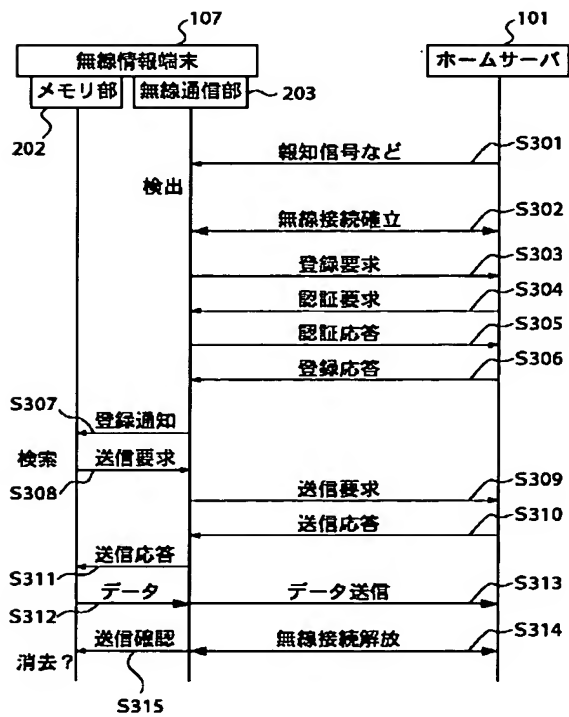 107
101
無線情報端末
ホームサーバ
メモリ部
無線通信部
203
202
報知信号など
S301
検出
無線接続確立
S302
登録要求
S303
認証要求
S304
認証応答
S305
登録応答
S306
S307
登録通知
検索
送信要求
S308
送信要求
S309
送信応答
S310
送信応答
S311
データ
S312
データ送信
S313
送信確認
無線接続解放
S314
消去?
S315